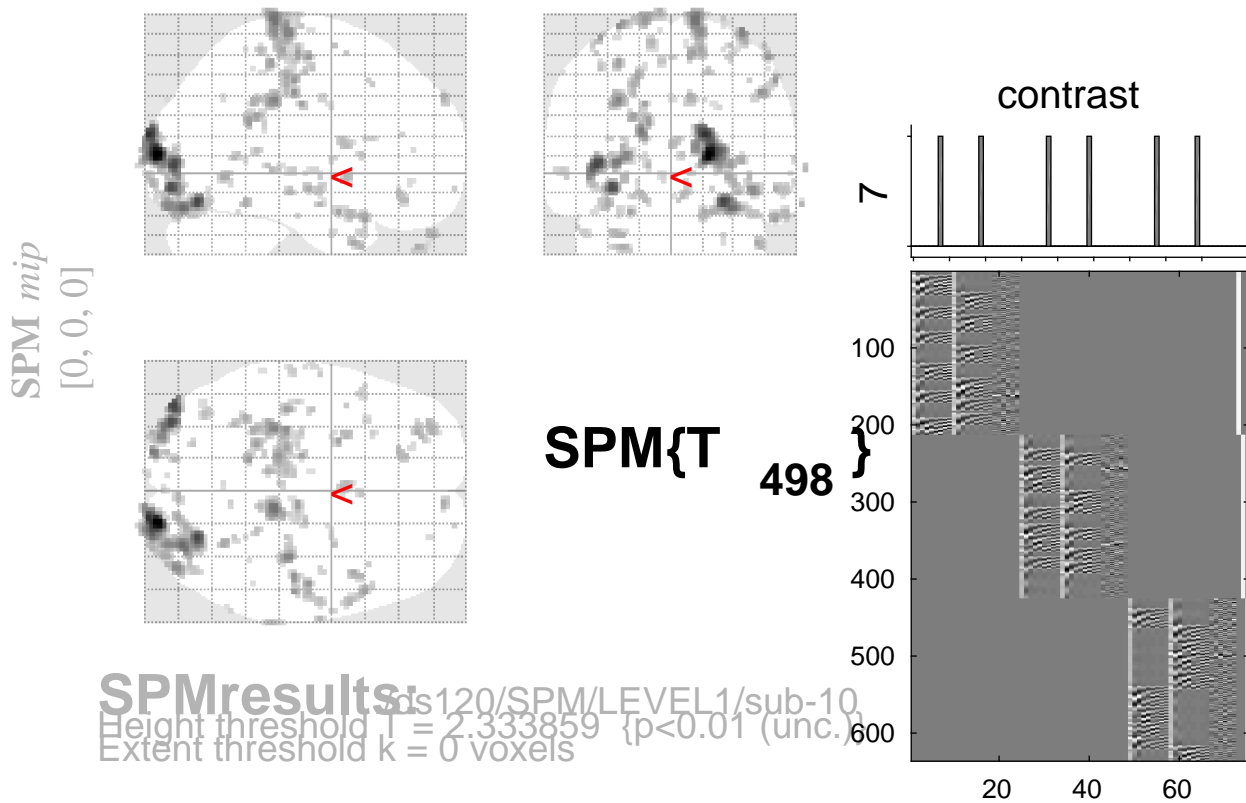 SPM mip
[0, 0, 0]
<
<
<
SPM{T 498 }
contrast
7
100
200
300
400
500
600
20 40 60
SPMresults: /ds120/SPM/LEVEL1/sub-10
Height threshold T = 2.333859 {p<0.01 (unc.)}
Extent threshold k = 0 voxels